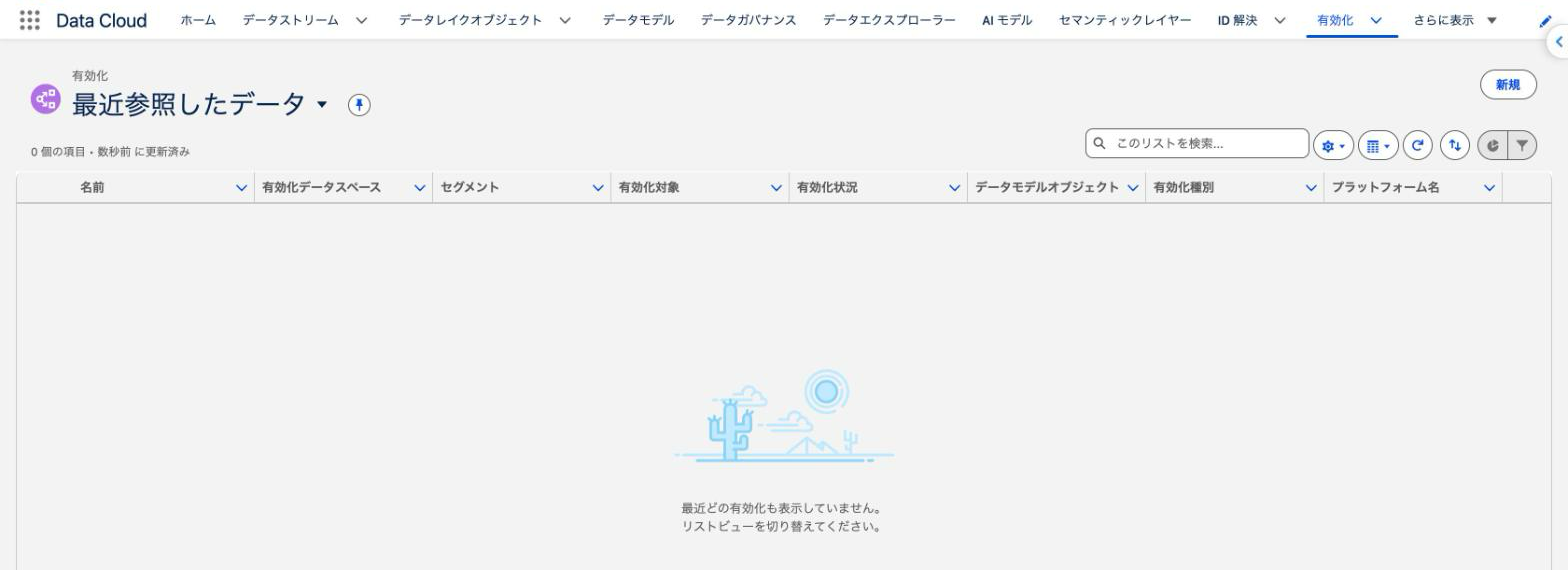 Data Cloud ホーム データストリーム データレイクオブジェクト データモデル データガバナンス データエクスプローラー AI モデル セマンティックレイヤー ID 解決 有効化 さらに表示
有効化
最近参照したデータ
新規
0 個の項目・数秒前 に更新済み
このリストを検索...
名前 有効化データスペース セグメント 有効化対象 有効化状況 データモデルオブジェクト 有効化種別 プラットフォーム名
最近どの有効化も表示していません。
リストビューを切り替えてください。